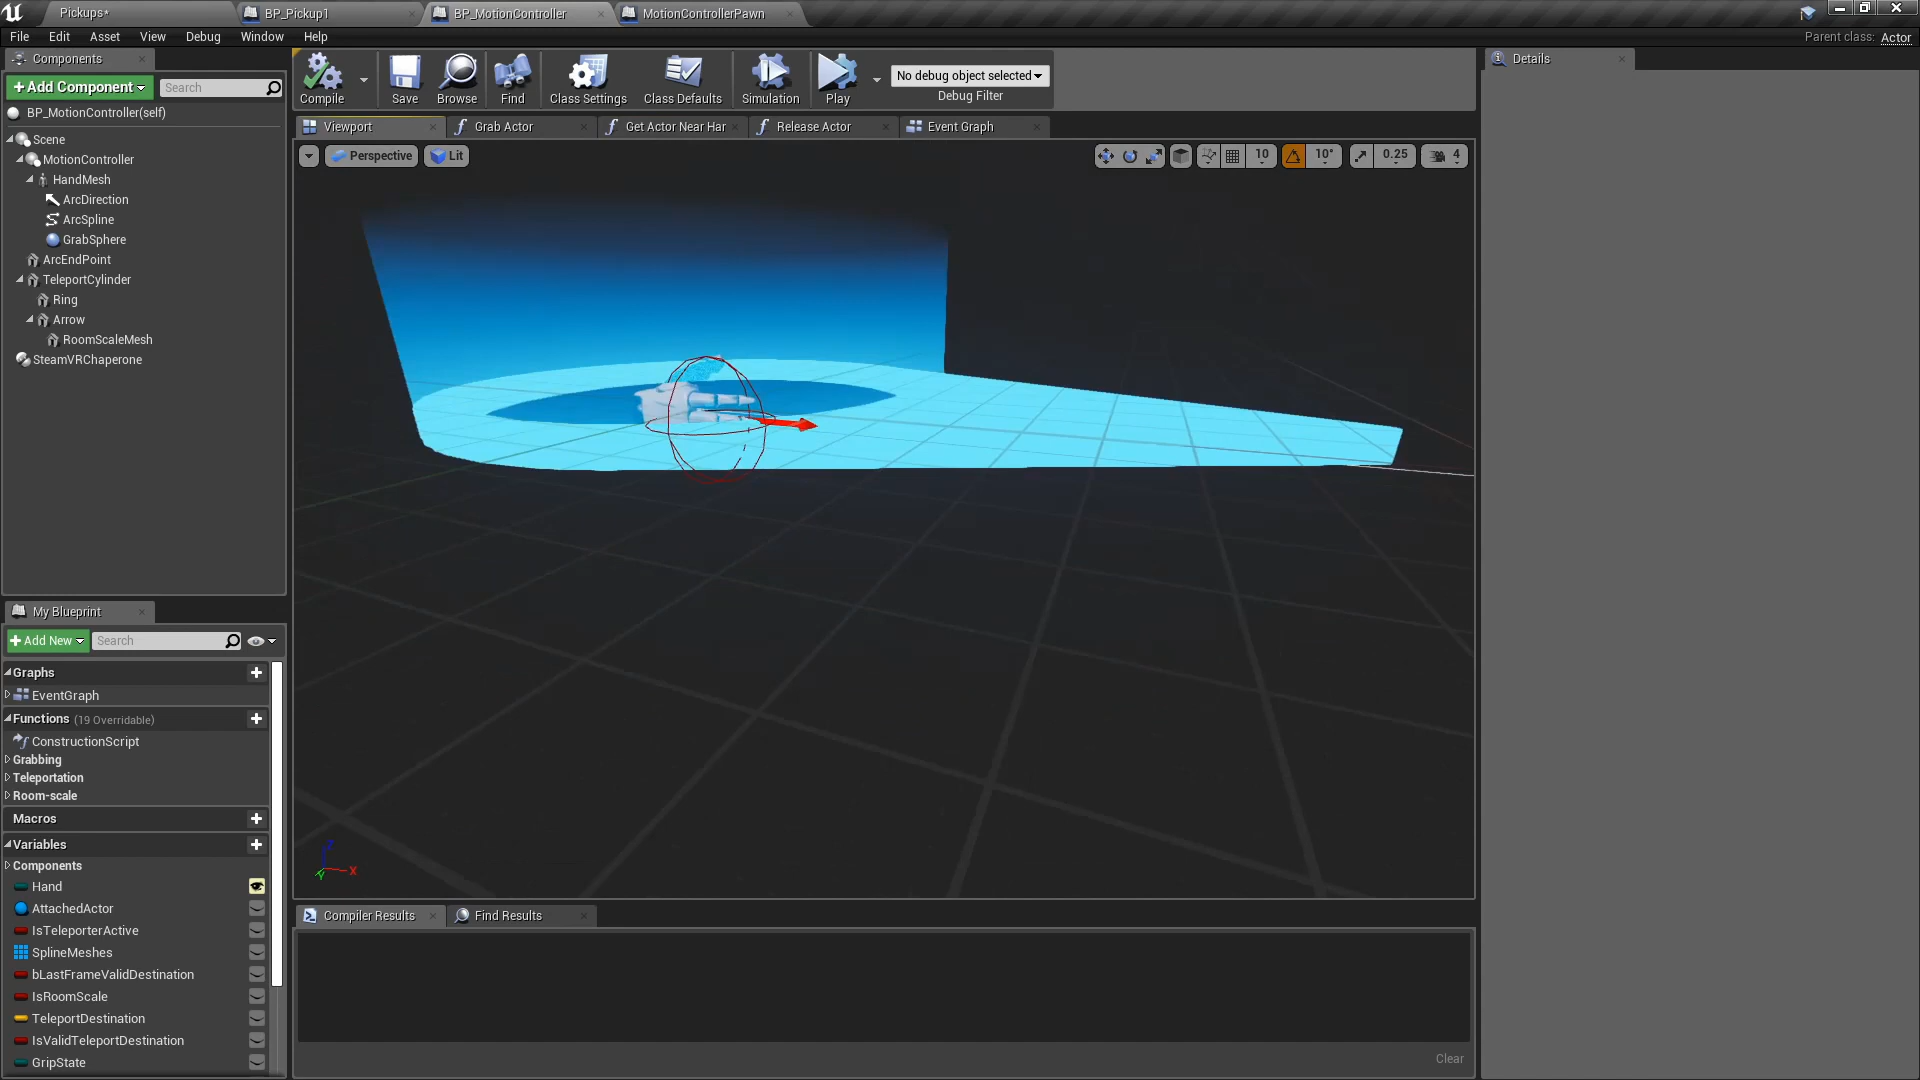 Pickups*
BP_Pickup1
BP_MotionController
MotionControllerPawn
File Edit Asset View Debug Window Help
Parent class: Actor
Components
+ Add Component
Search
BP_MotionController(self)
Scene
MotionController
HandMesh
ArcDirection
ArcSpline
GrabSphere
ArcEndPoint
TeleportCylinder
Ring
Arrow
RoomScaleMesh
SteamVRChaperone
Compile
Save
Browse
Find
Class Settings
Class Defaults
Simulation
Play
No debug object selected
Debug Filter
Viewport
Grab Actor
Get Actor Near Har
Release Actor
Event Graph
Perspective
Lit
10
10°
0.25
4
Z
X
Y
Details
My Blueprint
+ Add New
Search
Graphs
EventGraph
Functions (19 Overridable)
ConstructionScript
Grabbing
Teleportation
Room-scale
Macros
Variables
Components
Hand
AttachedActor
IsTeleporterActive
SplineMeshes
bLastFrameValidDestination
IsRoomScale
TeleportDestination
IsValidTeleportDestination
GripState
Compiler Results
Find Results
Clear